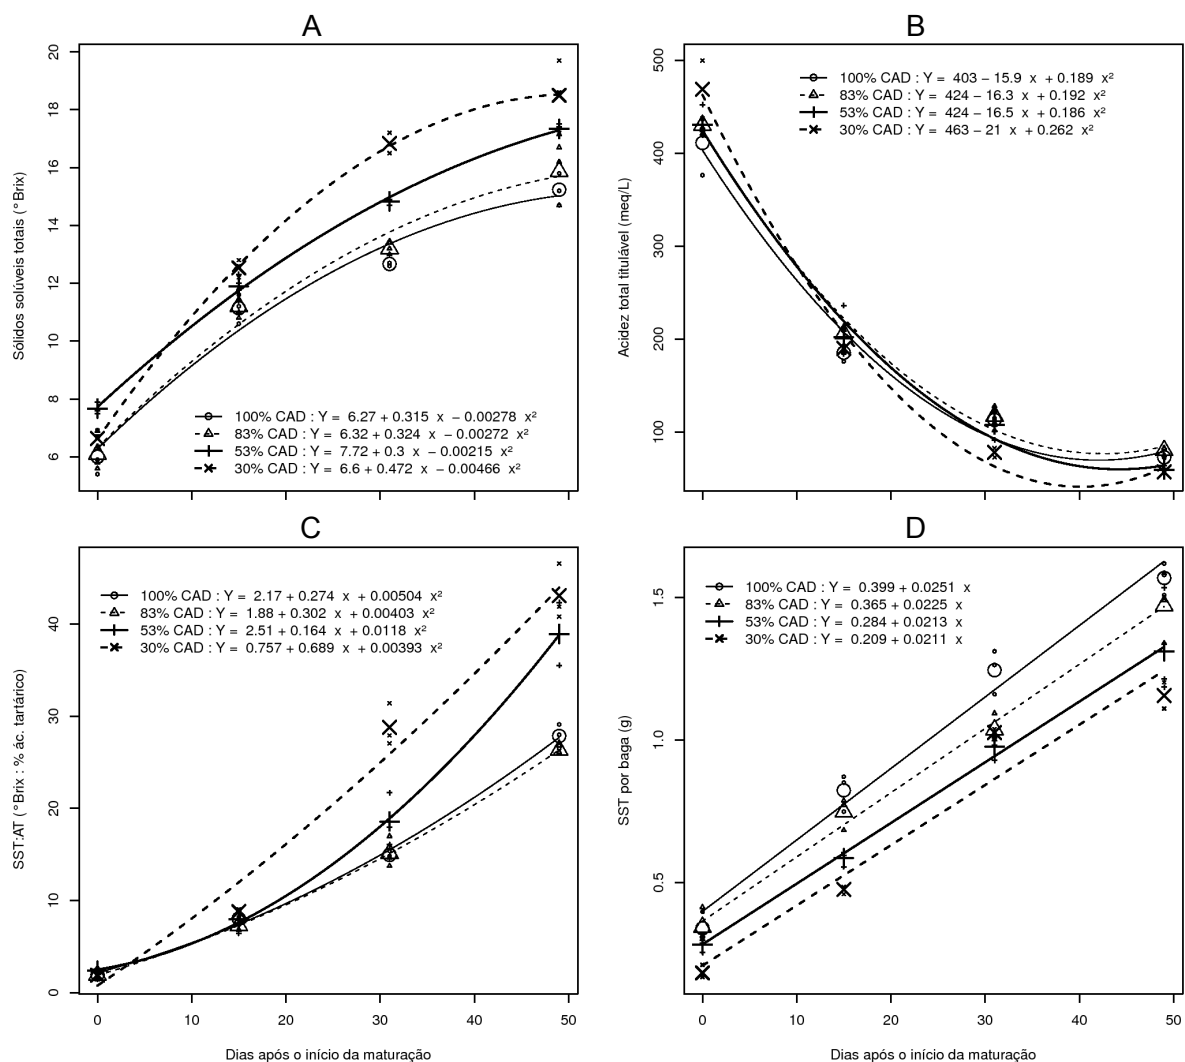 A
Sólidos solúveis totais (°Brix)
20
18
16
14
12
10
8
6
100% CAD : Y = 6.27 + 0.315 x − 0.00278 x²
83% CAD : Y = 6.32 + 0.324 x − 0.00272 x²
53% CAD : Y = 7.72 + 0.3 x − 0.00215 x²
30% CAD : Y = 6.6 + 0.472 x − 0.00466 x²
B
Acidez total titulável (meq/L)
500
400
300
200
100
100% CAD : Y = 403 − 15.9 x + 0.189 x²
83% CAD : Y = 424 − 16.3 x + 0.192 x²
53% CAD : Y = 424 − 16.5 x + 0.186 x²
30% CAD : Y = 463 − 21 x + 0.262 x²
C
SST:AT (°Brix : % ác. tartárico)
40
30
20
10
0
100% CAD : Y = 2.17 + 0.274 x + 0.00504 x²
83% CAD : Y = 1.88 + 0.302 x + 0.00403 x²
53% CAD : Y = 2.51 + 0.164 x + 0.0118 x²
30% CAD : Y = 0.757 + 0.689 x + 0.00393 x²
0 10 20 30 40 50
Dias após o início da maturação
D
SST por baga (g)
1.5
1.0
0.5
100% CAD : Y = 0.399 + 0.0251 x
83% CAD : Y = 0.365 + 0.0225 x
53% CAD : Y = 0.284 + 0.0213 x
30% CAD : Y = 0.209 + 0.0211 x
0 10 20 30 40 50
Dias após o início da maturação